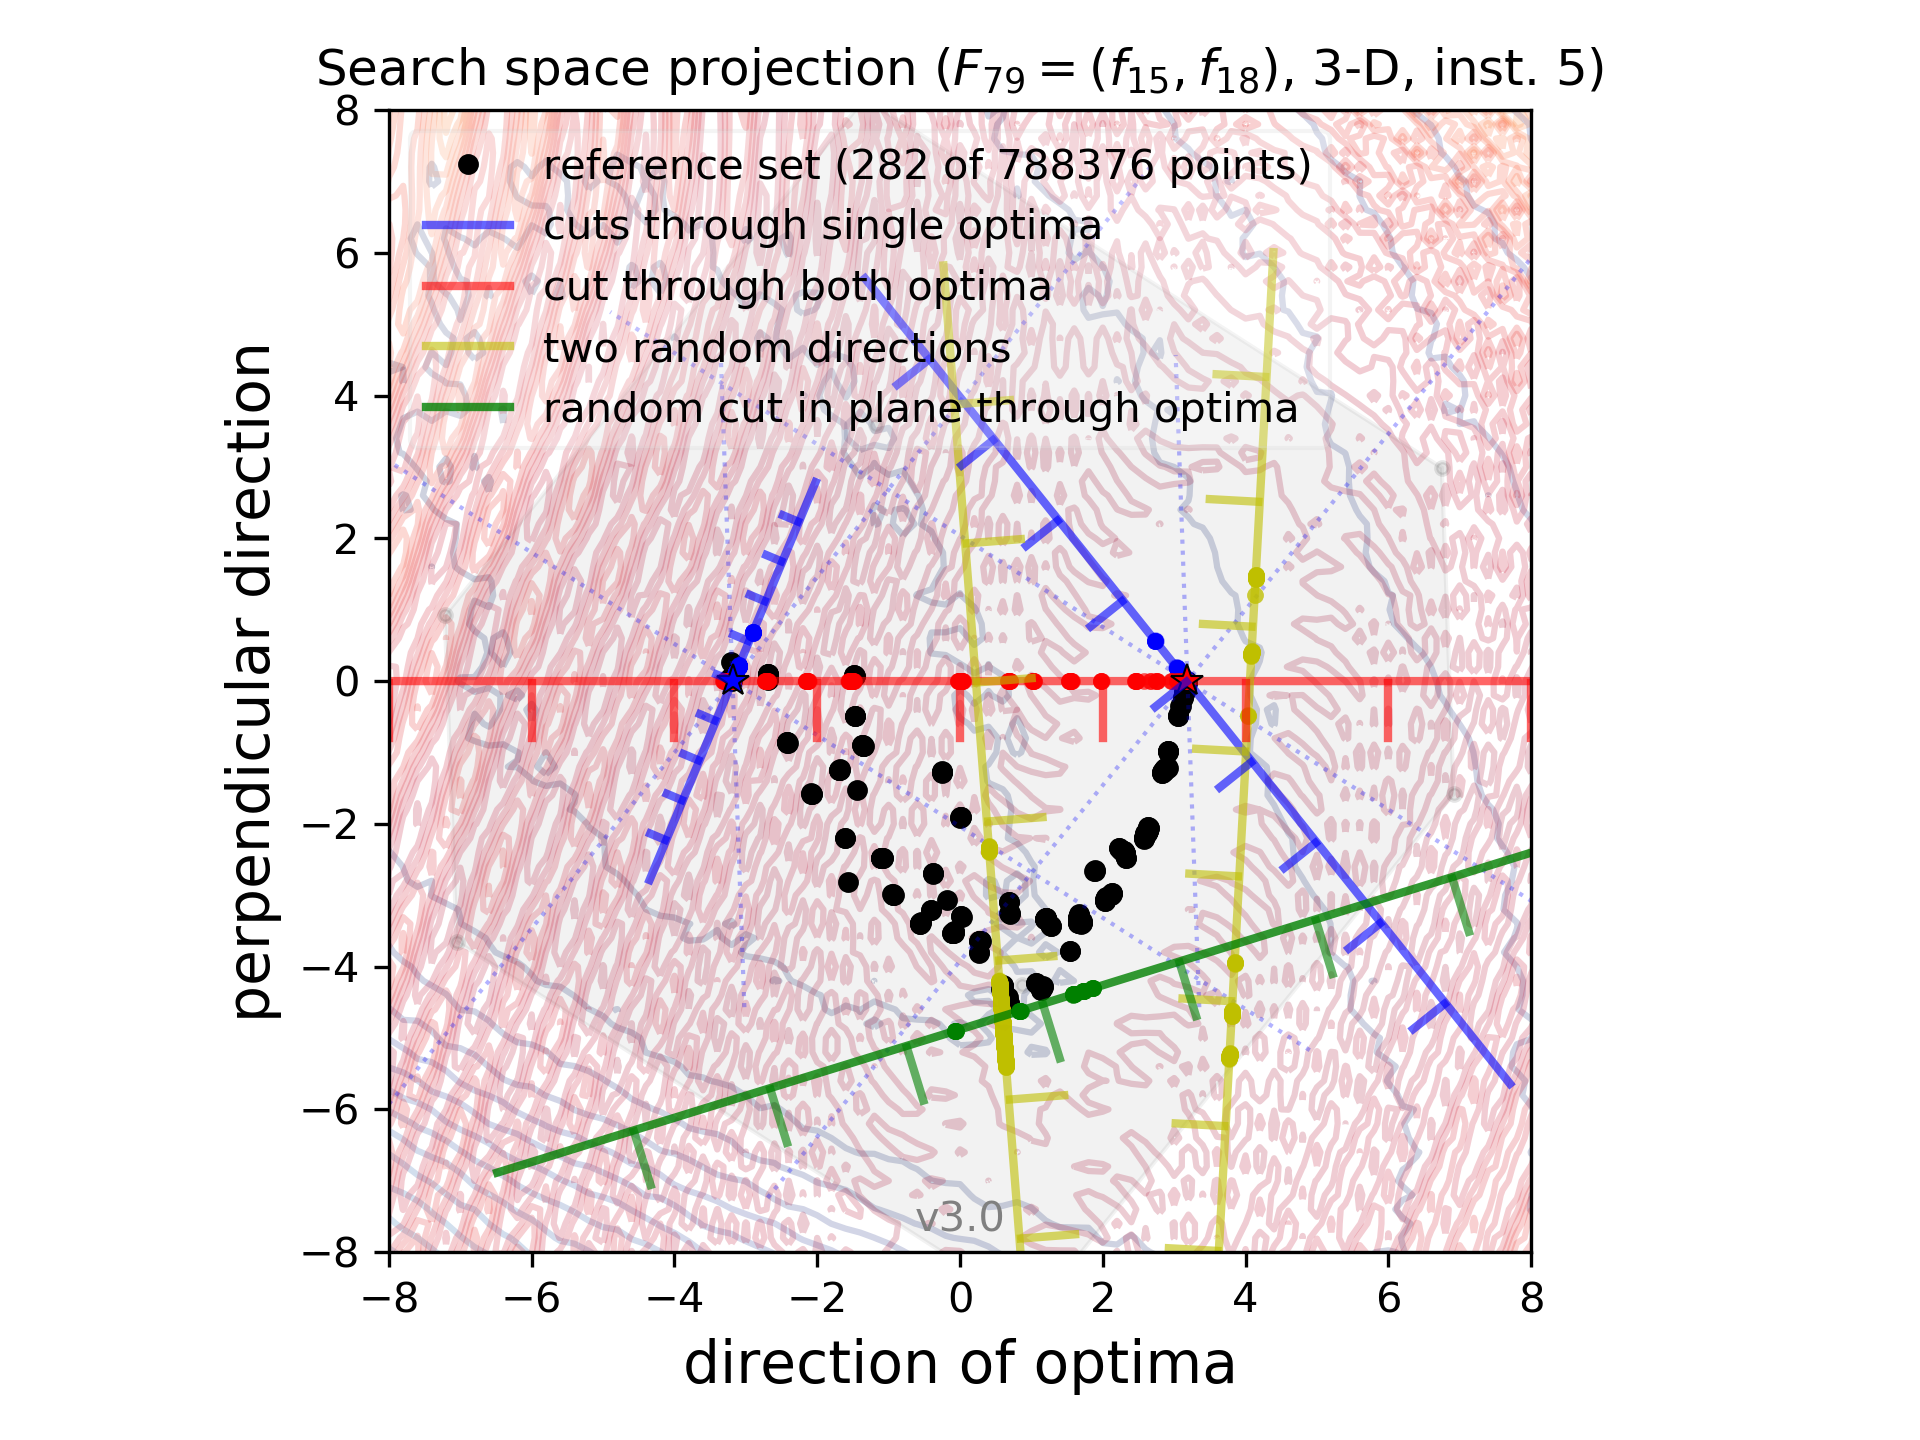 Search space projection (F79 = (f15, f18), 3-D, inst. 5)
reference set (282 of 788376 points)
cuts through single optima
cut through both optima
two random directions
random cut in plane through optima
perpendicular direction
8
6
4
2
0
−2
−4
−6
−8
v3.0
−8 −6 −4 −2 0 2 4 6 8
direction of optima